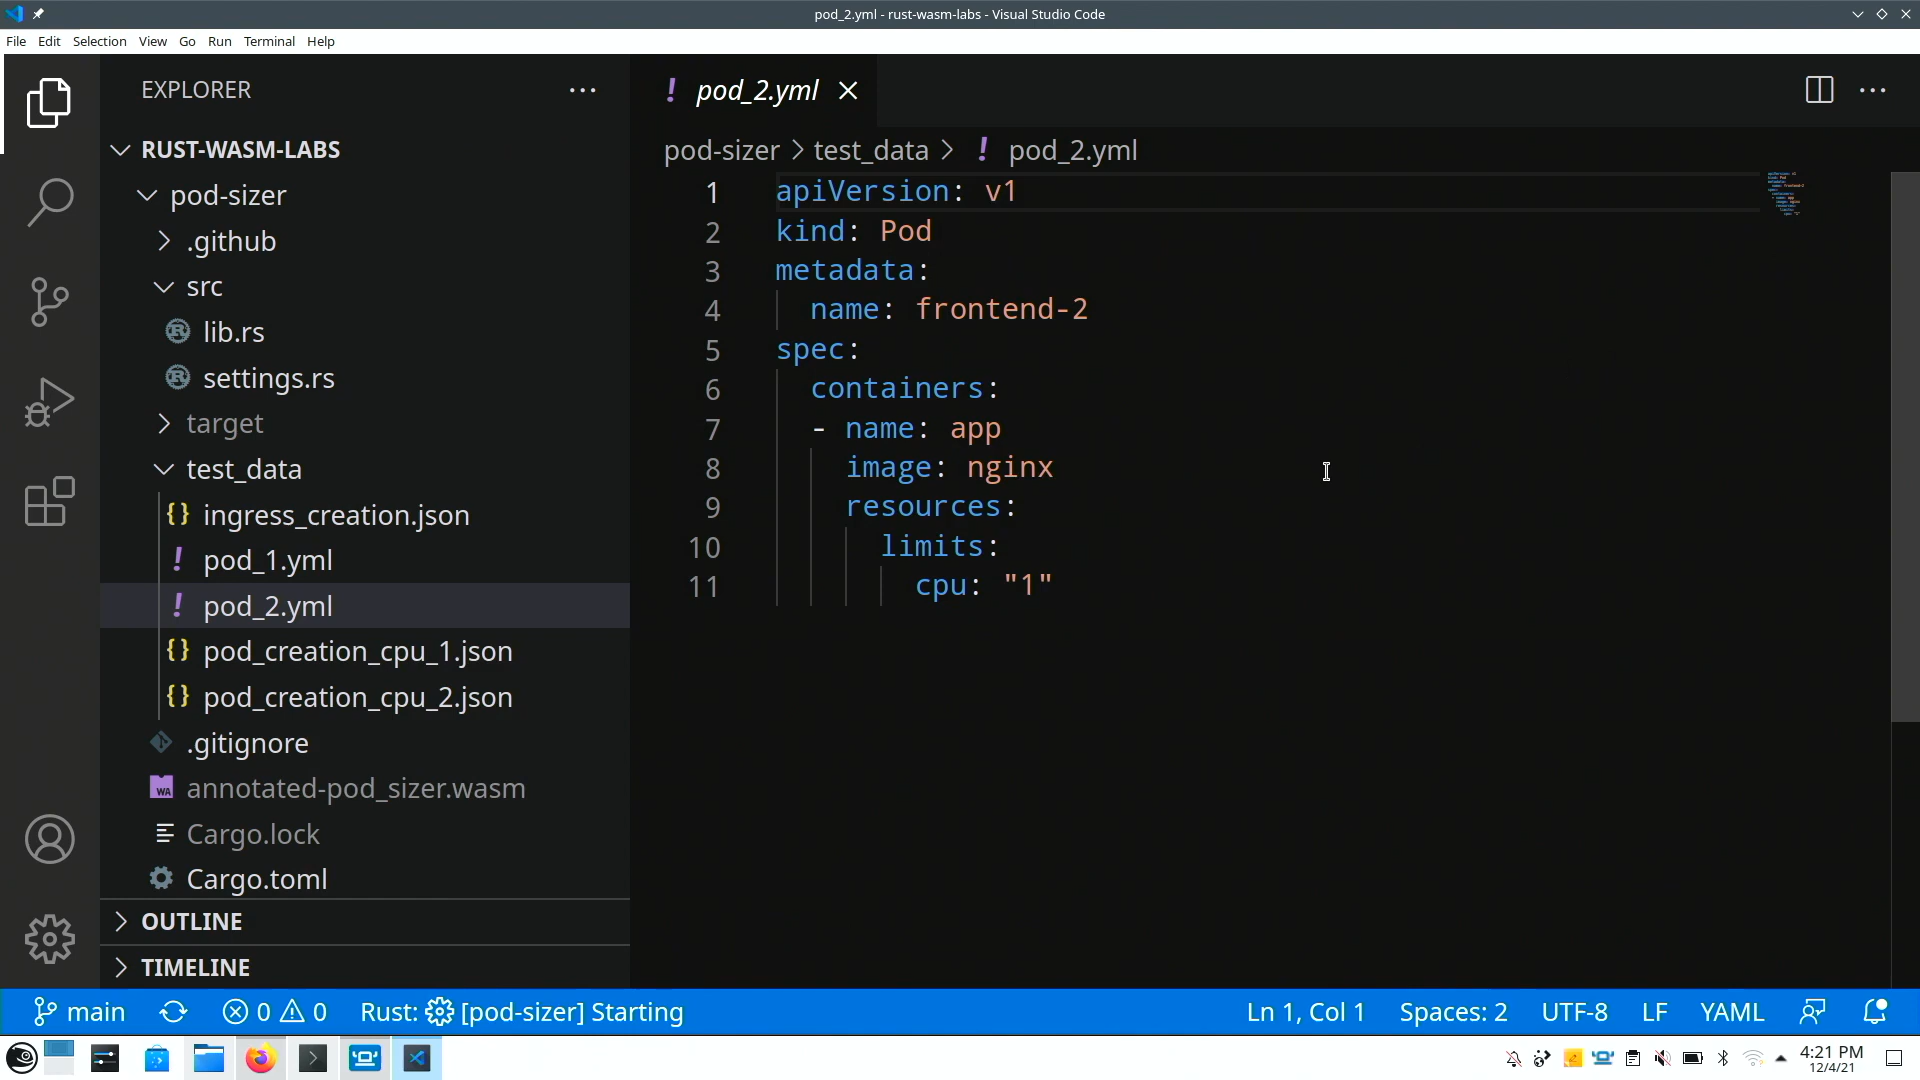 pod_2.yml - rust-wasm-labs - Visual Studio Code
File Edit Selection View Go Run Terminal Help
EXPLORER
RUST-WASM-LABS
pod-sizer
.github
src
lib.rs
settings.rs
target
test_data
ingress_creation.json
pod_1.yml
pod_2.yml
pod_creation_cpu_1.json
pod_creation_cpu_2.json
.gitignore
annotated-pod_sizer.wasm
Cargo.lock
Cargo.toml
OUTLINE
TIMELINE
pod_2.yml
pod-sizer > test_data > ! pod_2.yml
1 apiVersion: v1
2 kind: Pod
3 metadata:
4 name: frontend-2
5 spec:
6 containers:
7 - name: app
8 image: nginx
9 resources:
10 limits:
11 cpu: "1"
main 0 0 Rust: [pod-sizer] Starting Ln 1, Col 1 Spaces: 2 UTF-8 LF YAML
4:21 PM
12/4/21